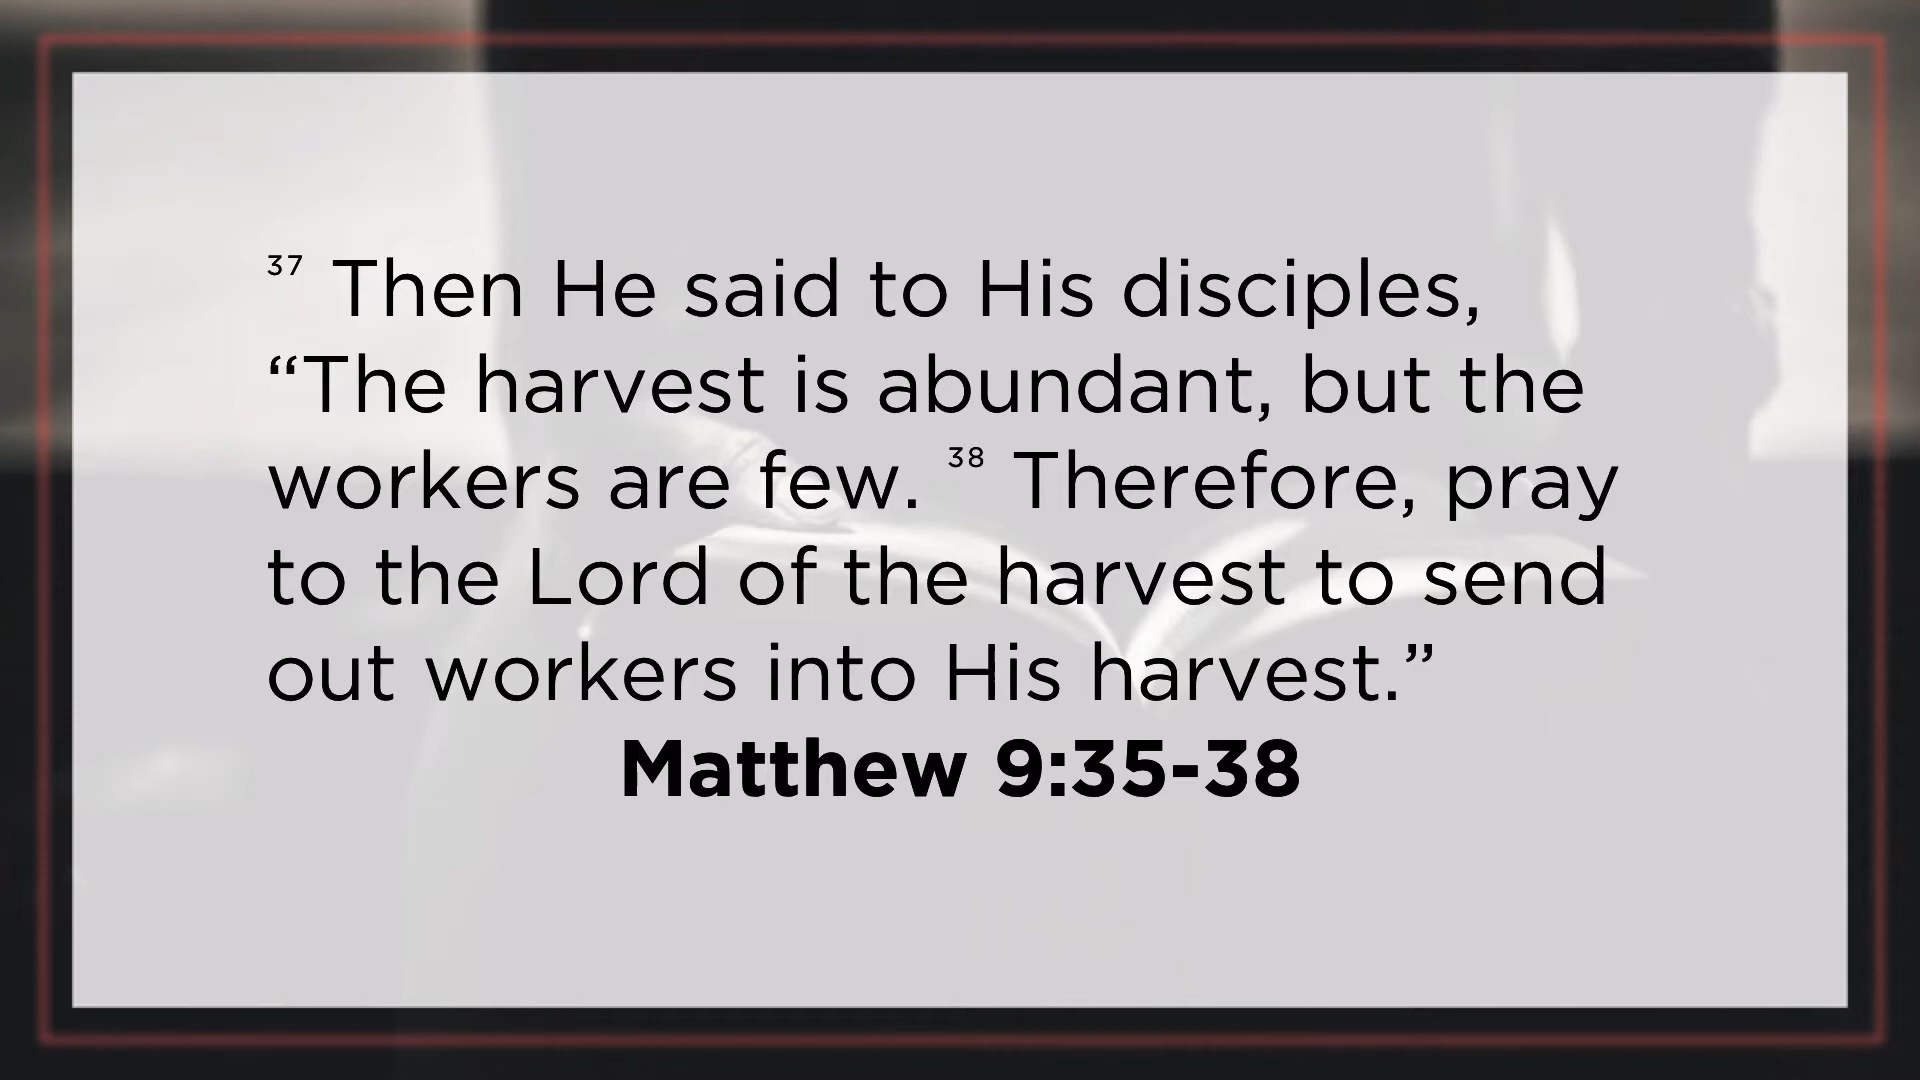 37 Then He said to His disciples,
“The harvest is abundant, but the
workers are few. 38 Therefore, pray
to the Lord of the harvest to send
out workers into His harvest.”
Matthew 9:35-38